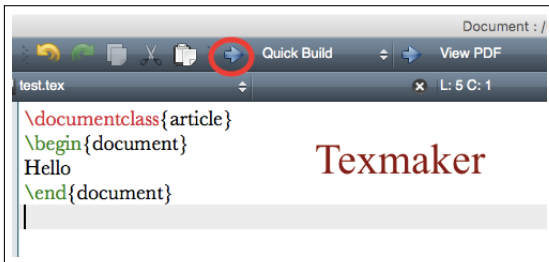 Document : /
Quick Build View PDF
test.tex L: 5 C: 1
\documentclass{article}
\begin{document}
Hello
\end{document}
Texmaker